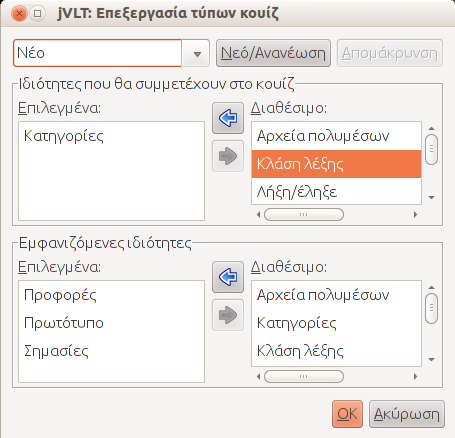 jVLT: Επεξεργασία τύπων κουίζ
Νέο Νεό/Ανανέωση Απομάκρυνση
Ιδιότητες που θα συμμετέχουν στο κουίζ
Επιλεγμένα: Διαθέσιμο:
Κατηγορίες Αρχεία πολυμέσων
Κλάση λέξης
Λήξη/έληξε
Εμφανιζόμενες ιδιότητες
Επιλεγμένα: Διαθέσιμο:
Προφορές Αρχεία πολυμέσων
Πρωτότυπο Κατηγορίες
Σημασίες Κλάση λέξης
OK Ακύρωση